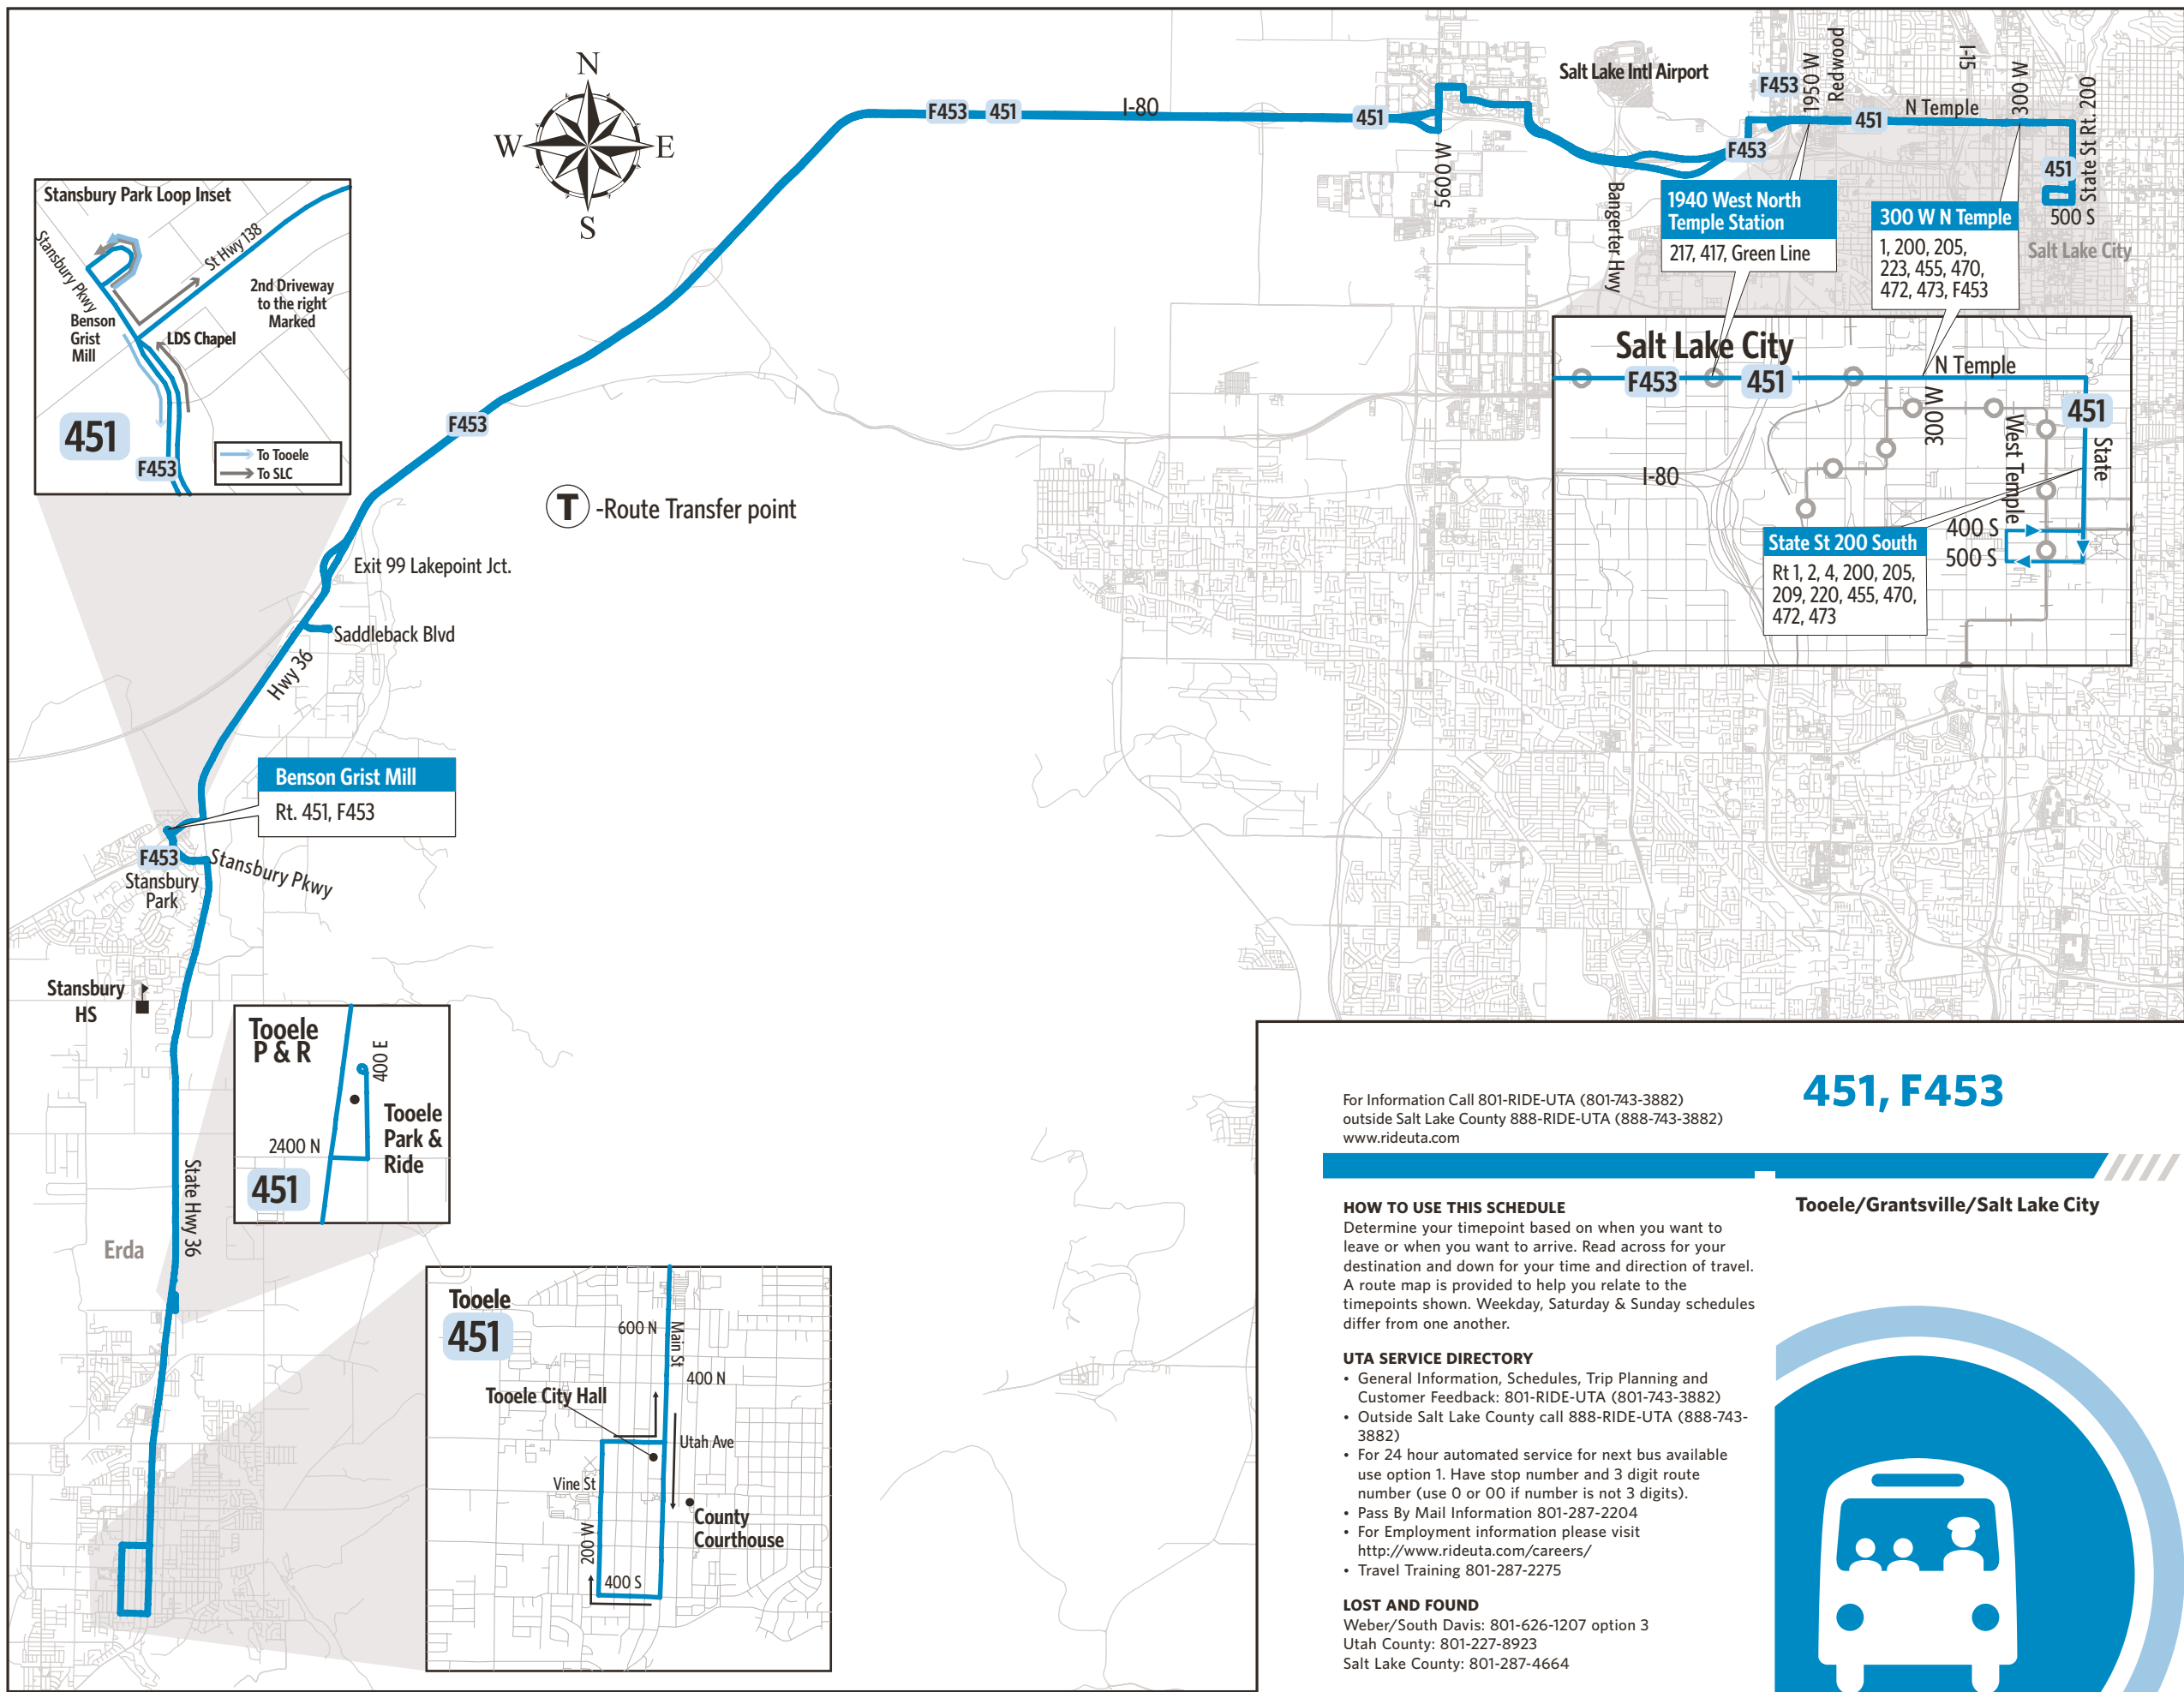 N
W
E
S
Salt Lake Intl Airport
F453
1950 W
Redwood
I-15
300 W
State St Rt. 200
F453
451
I-80
451
451
N Temple
F453
451
500 S
Salt Lake City
5600 W
Bangerter Hwy
1940 West North
Temple Station
217, 417, Green Line
300 W N Temple
1, 200, 205,
223, 455, 470,
472, 473, F453
Stansbury Park Loop Inset
Stansbury Pkwy
St Hwy 138
2nd Driveway
to the right
Marked
Benson
Grist
Mill
LDS Chapel
451
F453
To Tooele
To SLC
F453
T
-Route Transfer point
Salt Lake City
N Temple
F453
451
300 W
451
West Temple
State
I-80
400 S
500 S
State St 200 South
Rt 1, 2, 4, 200, 205,
209, 220, 455, 470,
472, 473
Exit 99 Lakepoint Jct.
Saddleback Blvd
Hwy 36
Benson Grist Mill
Rt. 451, F453
F453
Stansbury Pkwy
Stansbury
Park
Stansbury
HS
Tooele
P & R
400 E
Tooele
Park &
Ride
2400 N
451
State Hwy 36
Erda
Tooele
451
600 N
Main St
400 N
Tooele City Hall
Utah Ave
Vine St
County
Courthouse
200 W
400 S
For Information Call 801-RIDE-UTA (801-743-3882)
outside Salt Lake County 888-RIDE-UTA (888-743-3882)
www.rideuta.com
451, F453
Tooele/Grantsville/Salt Lake City
HOW TO USE THIS SCHEDULE
Determine your timepoint based on when you want to
leave or when you want to arrive. Read across for your
destination and down for your time and direction of travel.
A route map is provided to help you relate to the
timepoints shown. Weekday, Saturday & Sunday schedules
differ from one another.
UTA SERVICE DIRECTORY
• General Information, Schedules, Trip Planning and
Customer Feedback: 801-RIDE-UTA (801-743-3882)
• Outside Salt Lake County call 888-RIDE-UTA (888-743-
3882)
• For 24 hour automated service for next bus available
use option 1. Have stop number and 3 digit route
number (use 0 or 00 if number is not 3 digits).
• Pass By Mail Information 801-287-2204
• For Employment information please visit
http://www.rideuta.com/careers/
• Travel Training 801-287-2275
LOST AND FOUND
Weber/South Davis: 801-626-1207 option 3
Utah County: 801-227-8923
Salt Lake County: 801-287-4664